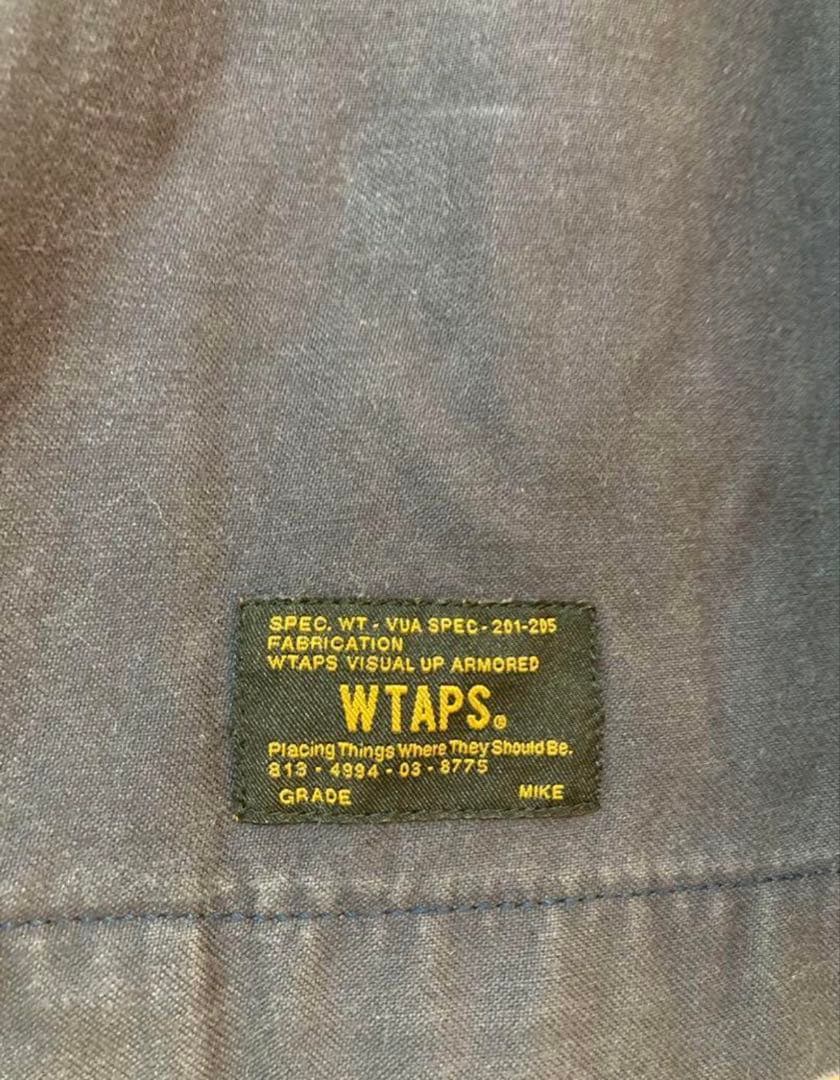 SPEC. WT - VUA SPEC - 201-205
FABRICATION
WTAPS VISUAL UP ARMORED
WTAPS®
Placing Things Where They Should Be.
813 - 4994 - 03 - 8775
GRADE MIKE